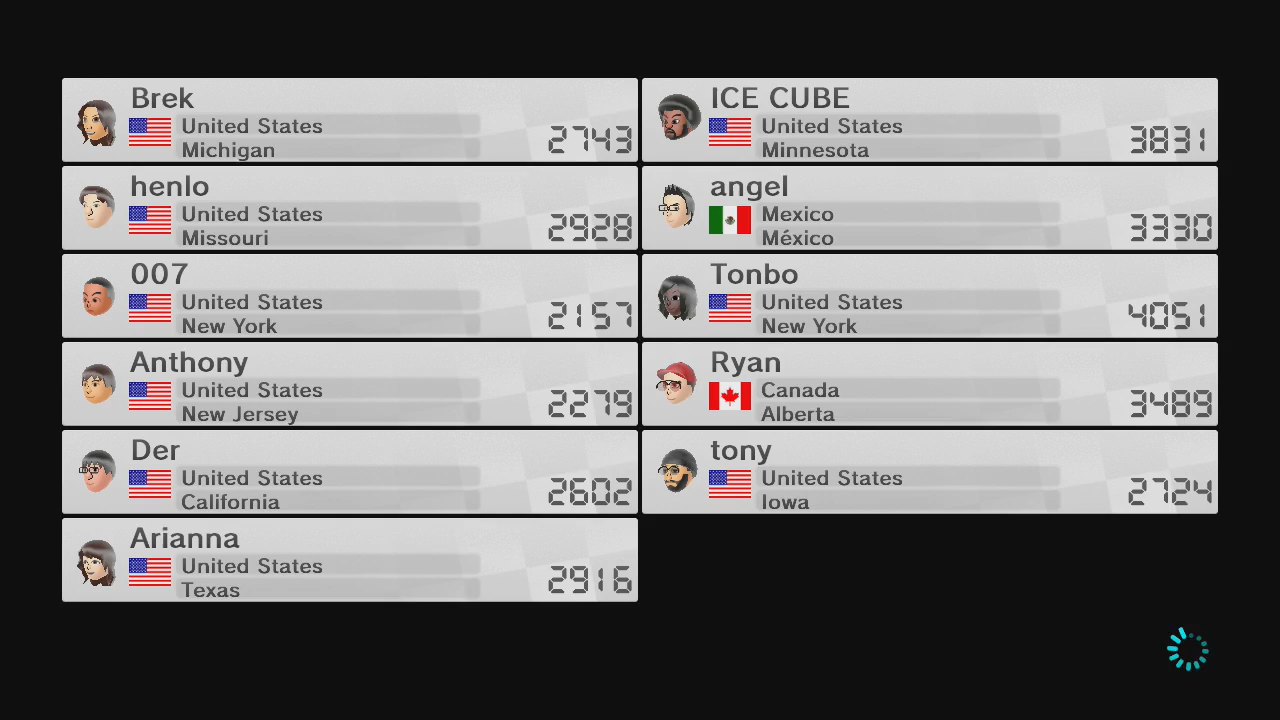 Brek
United States
Michigan
2743
ICE CUBE
United States
Minnesota
3831
henlo
United States
Missouri
2928
angel
Mexico
México
3330
007
United States
New York
2157
Tonbo
United States
New York
4051
Anthony
United States
New Jersey
2279
Ryan
Canada
Alberta
3489
Der
United States
California
2602
tony
United States
Iowa
2724
Arianna
United States
Texas
2916